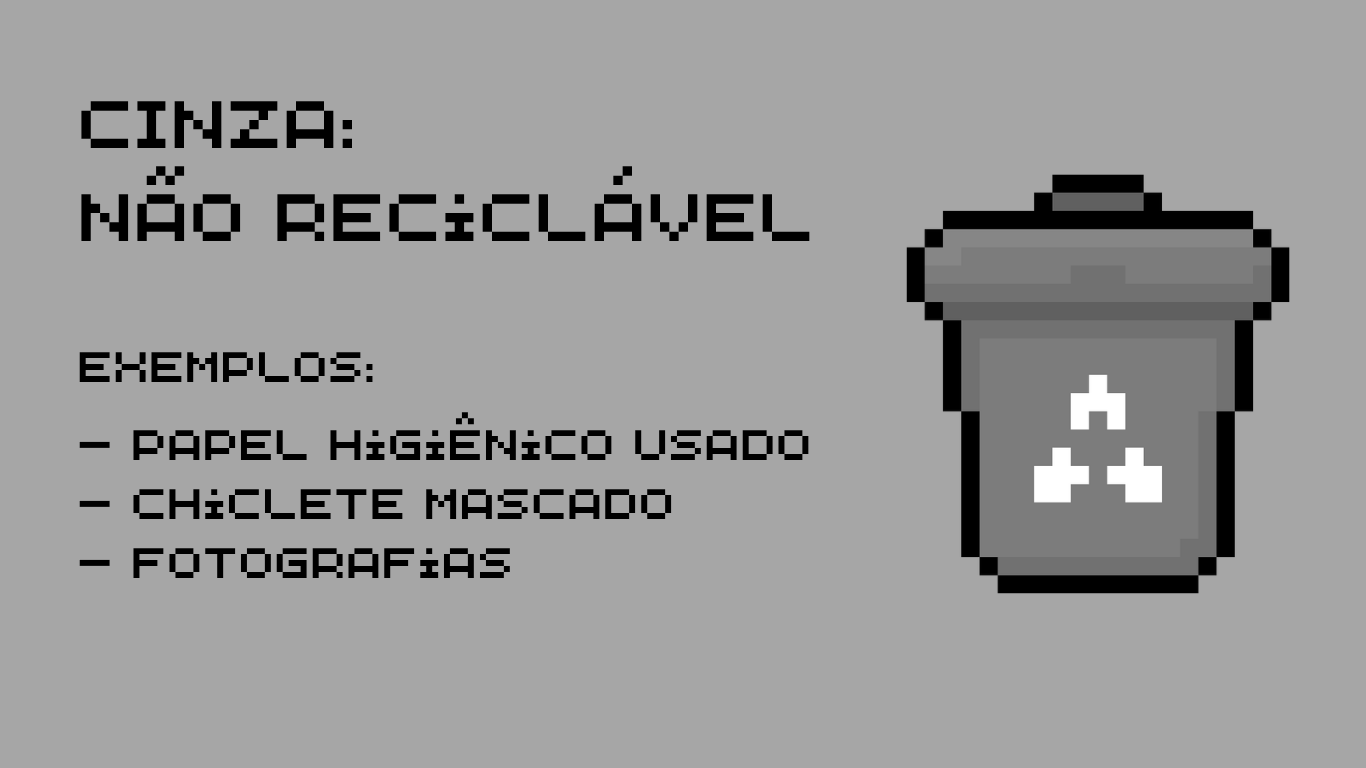 CINZA:
NÃO RECiCLÁVEL
EXEMPLOS:
- PAPEL HiGiÊNiCO USADO
- CHiCLETE MASCADO
- FOTOGRAFiAS